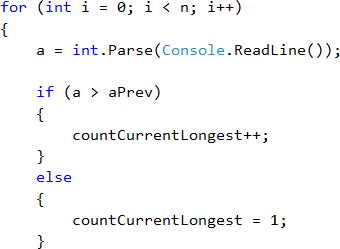 for (int i = 0; i < n; i++)
{
    a = int.Parse(Console.ReadLine());

    if (a > aPrev)
    {
        countCurrentLongest++;
    }
    else
    {
        countCurrentLongest = 1;
    }